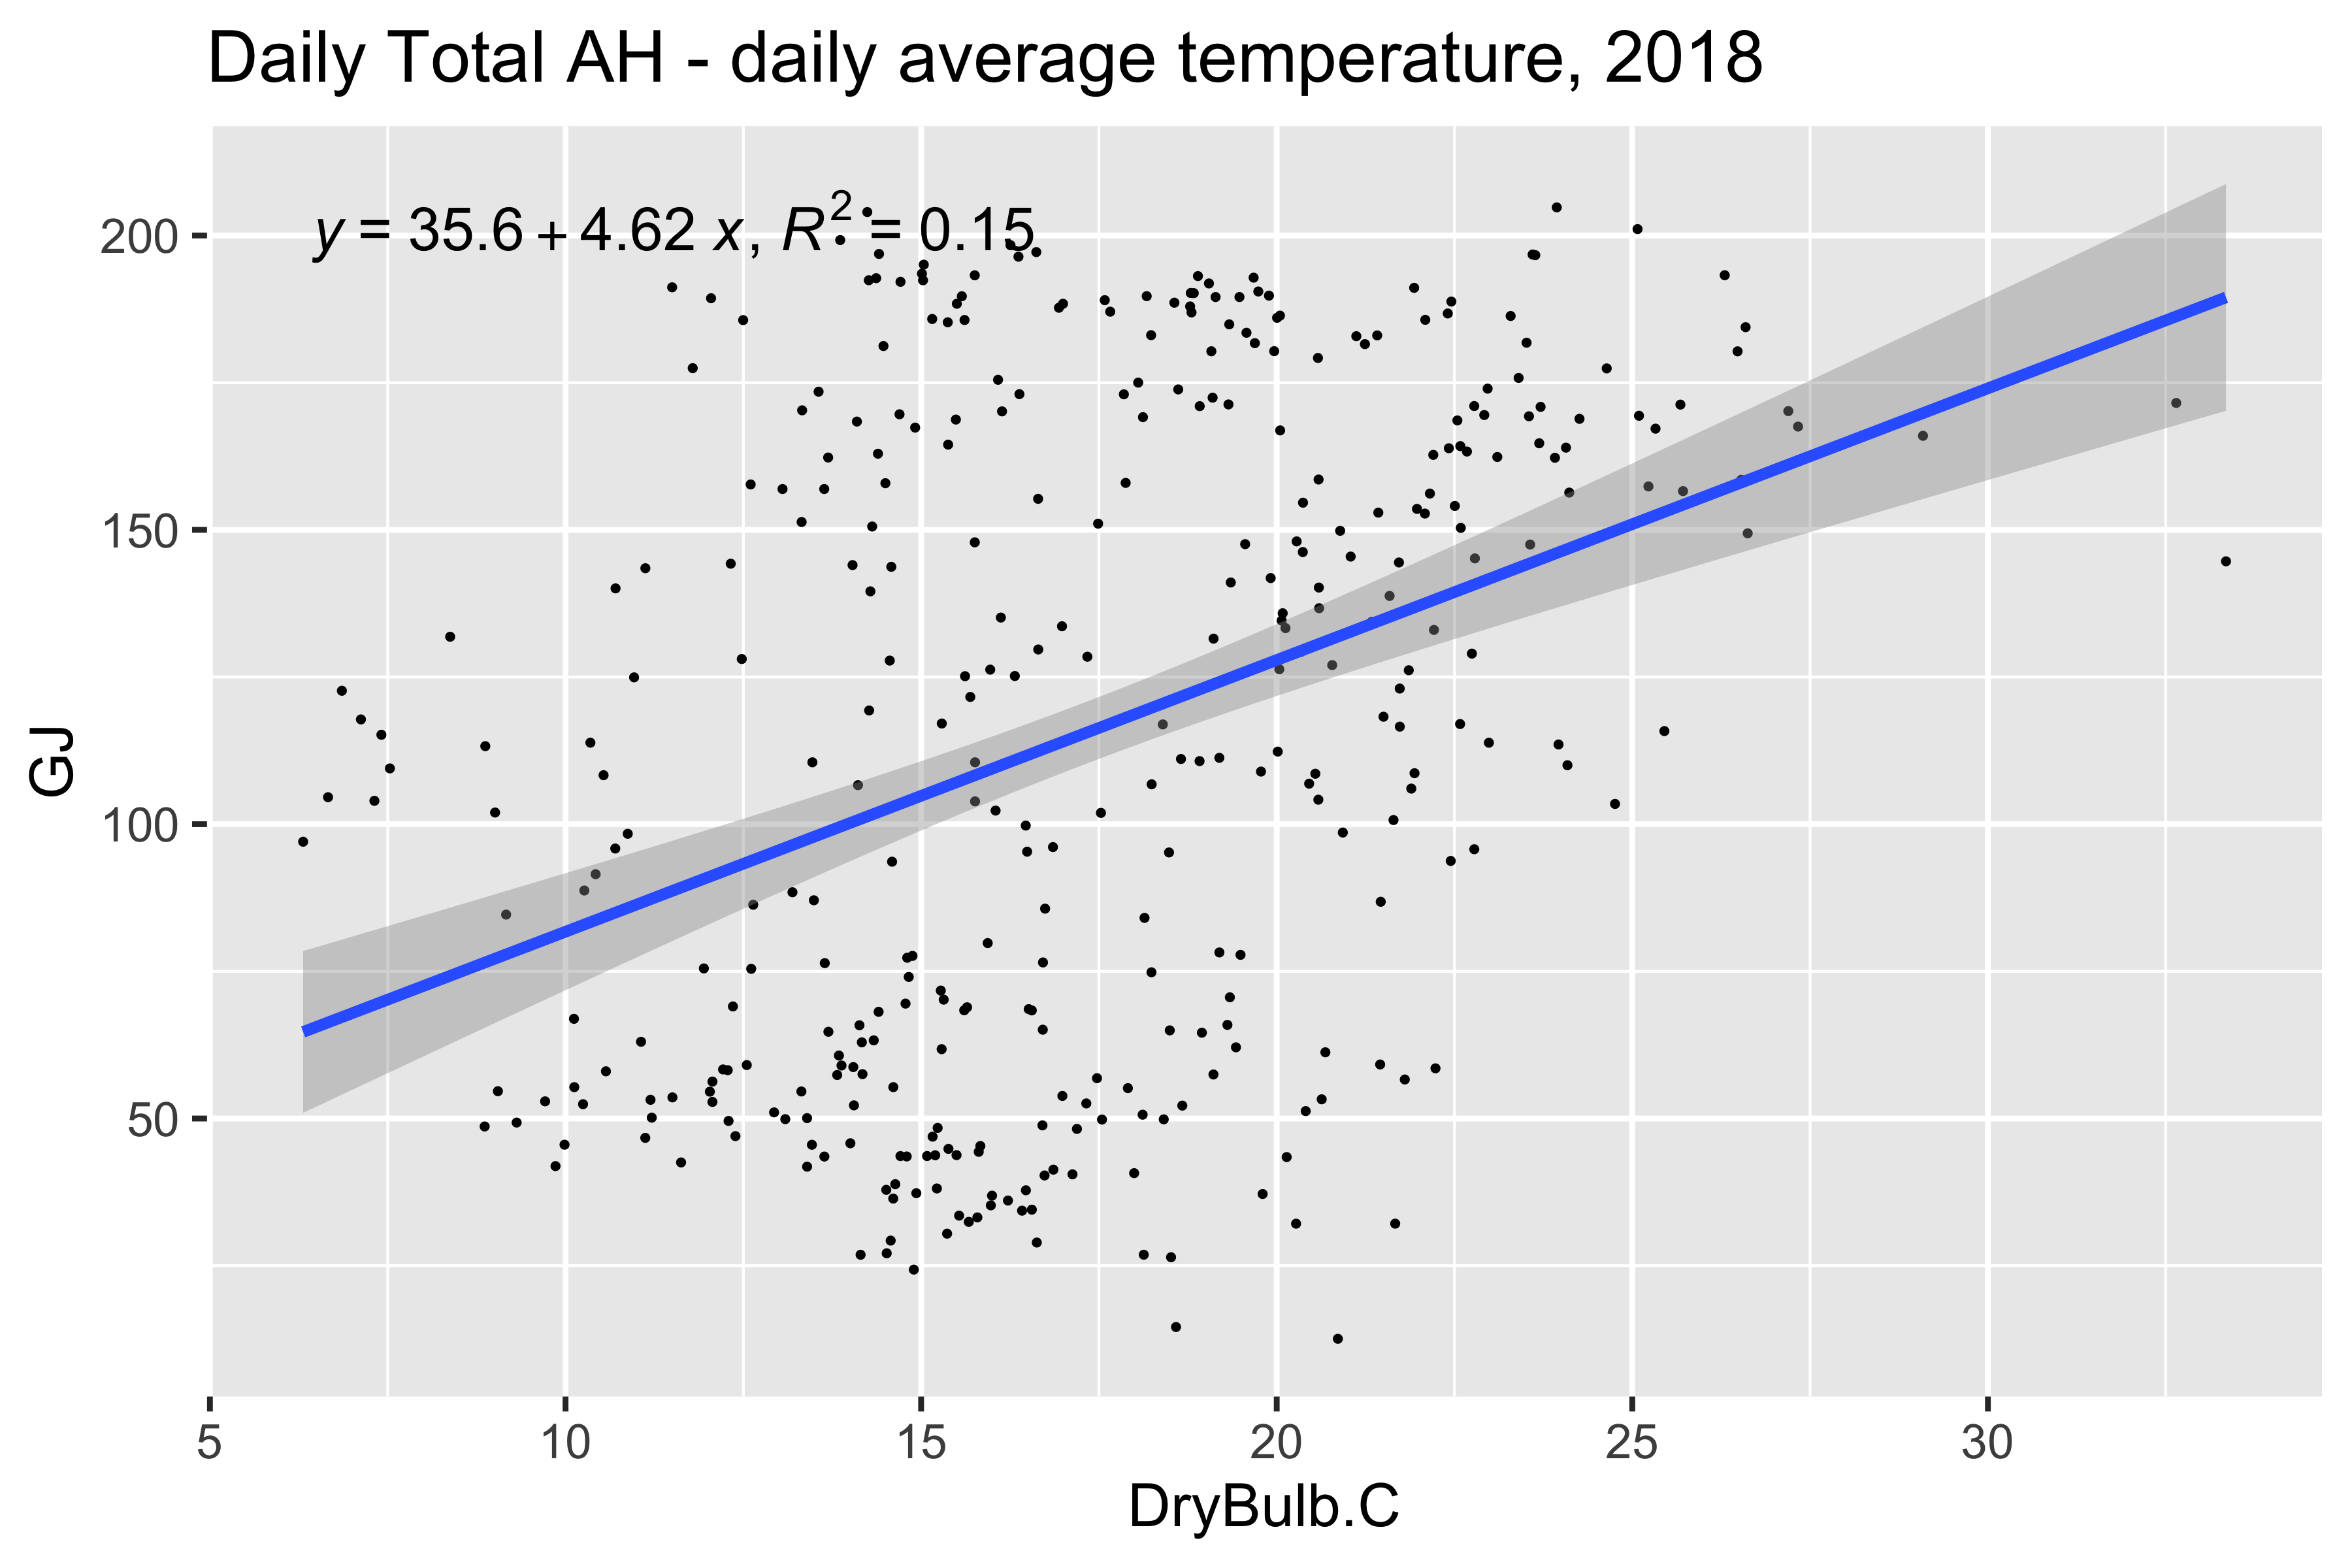 Daily Total AH - daily average temperature, 2018
y = 35.6 + 4.62 x, R² = 0.15
200
150
100
50
GJ
5 10 15 20 25 30
DryBulb.C